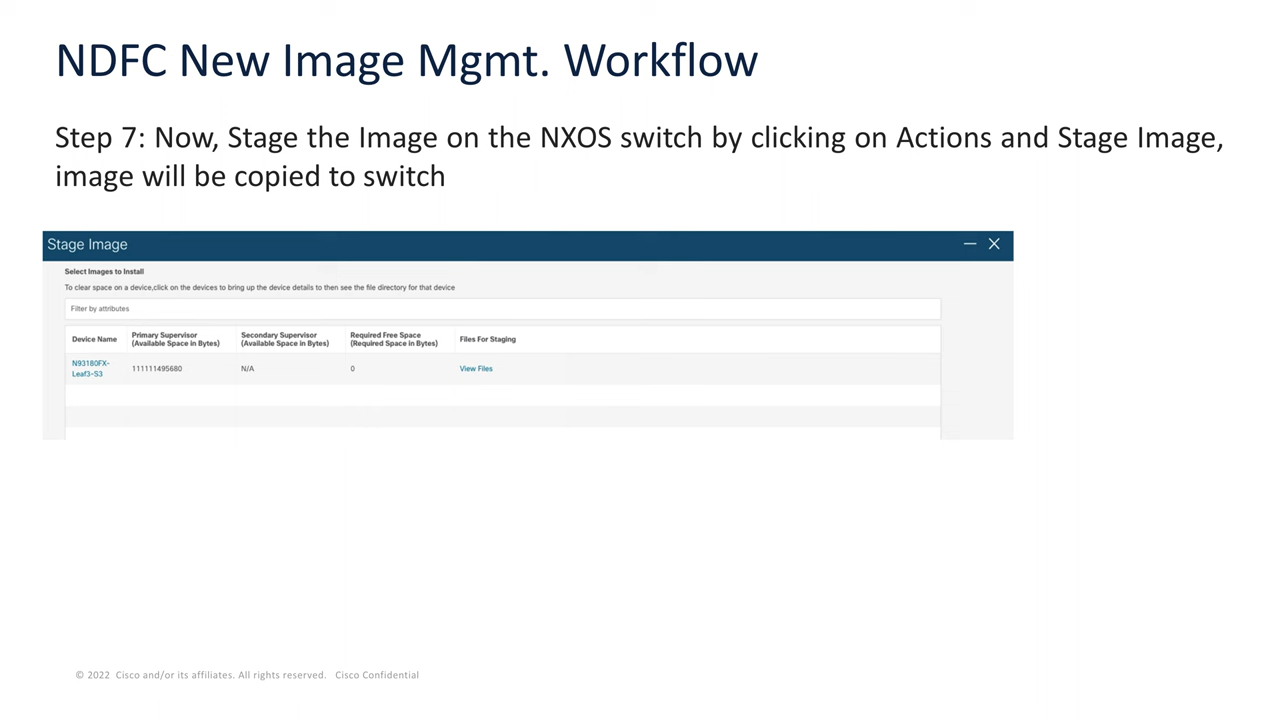 NDFC New Image Mgmt. Workflow
Step 7: Now, Stage the Image on the NXOS switch by clicking on Actions and Stage Image,
image will be copied to switch
Stage Image
Select Images to Install
To clear space on a device,click on the devices to bring up the device details to then see the file directory for that device
Filter by attributes
Device Name
Primary Supervisor
(Available Space in Bytes)
Secondary Supervisor
(Available Space in Bytes)
Required Free Space
(Required Space in Bytes)
Files For Staging
N93180FX-
Leaf3-S3
111111495680
N/A
0
View Files
© 2022 Cisco and/or its affiliates. All rights reserved. Cisco Confidential